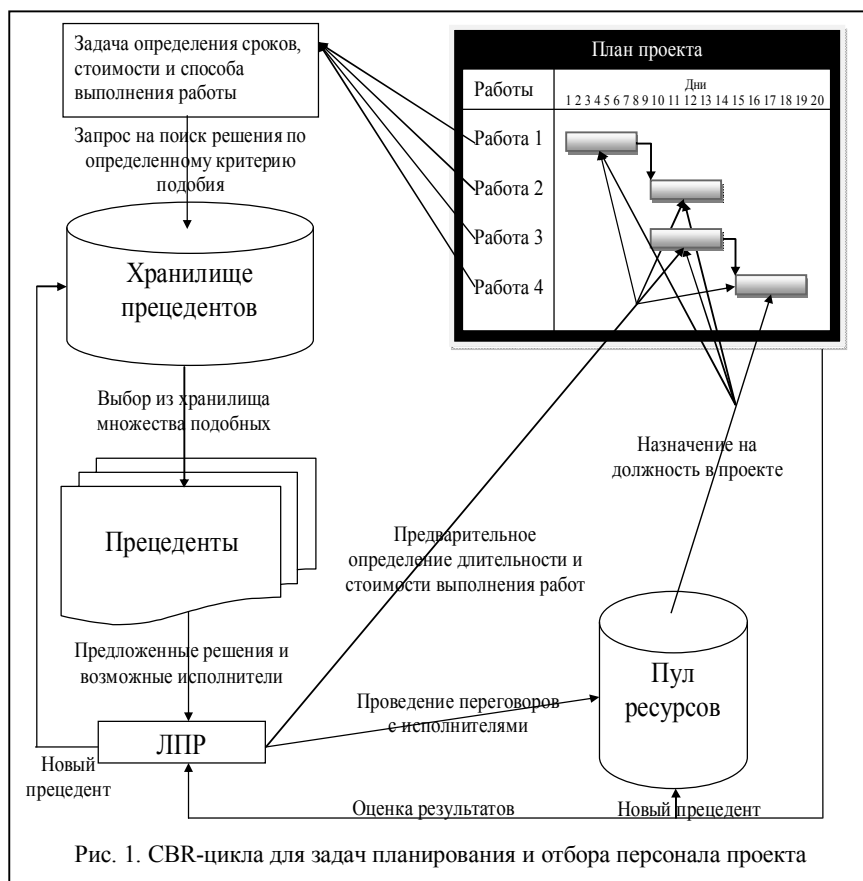 Задача определения сроков,
стоимости и способа
выполнения работы
План проекта
Работы
Дни
1 2 3 4 5 6 7 8 9 10 11 12 13 14 15 16 17 18 19 20
Работа 1
Работа 2
Работа 3
Работа 4
Запрос на поиск решения по
определенному критерию
подобия
Хранилище
прецедентов
Выбор из хранилища
множества подобных
Назначение на
должность в проекте
Прецеденты
Предварительное
определение длительности и
стоимости выполнения работ
Предложенные решения и
возможные исполнители
Пул
ресурсов
Проведение переговоров
с исполнителями
ЛПР
Новый
прецедент
Оценка результатов
Новый прецедент
Рис. 1. CBR-цикла для задач планирования и отбора персонала проекта